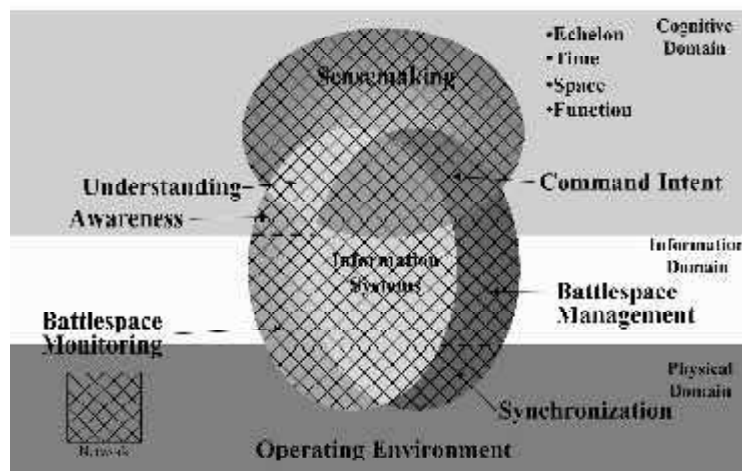 •Echelon
•Time
•Space
•Function
Cognitive
Domain
Sensemaking
Understanding
Awareness
Command Intent
Information
Domain
Information
Systems
Battlespace
Management
Battlespace
Monitoring
Physical
Domain
Synchronization
Network
Operating Environment